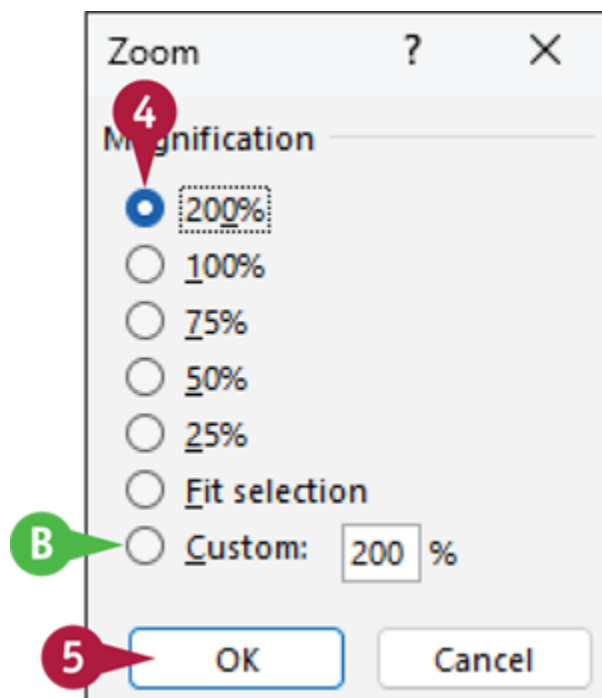 Zoom ? ×
4
Magnification
200%
100%
75%
50%
25%
Fit selection
B Custom: 200 %
5 OK Cancel